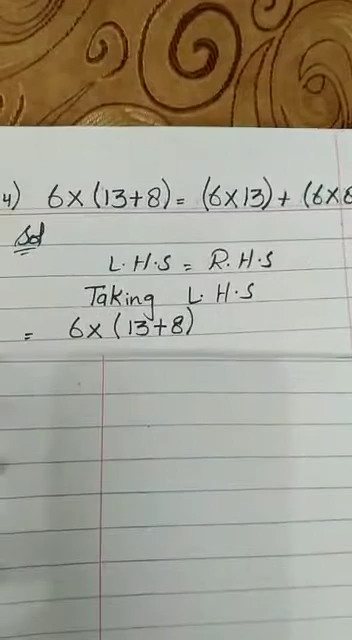 4) 6×(13+8)= (6×13)+ (6×8
Sol
L.H.S = R.H.S
Taking L.H.S
= 6×(13+8)